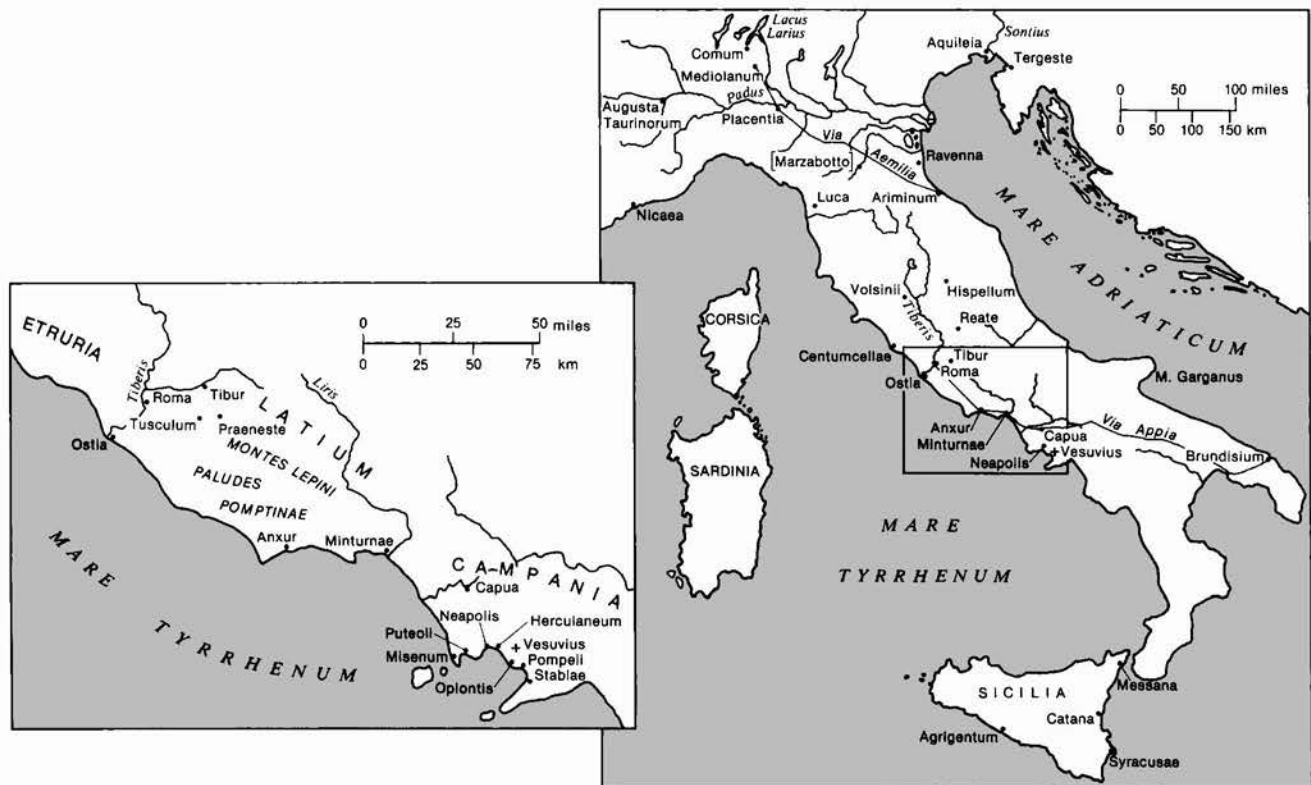 ETRURIA
0 25 50 miles
0 10 25 50 75 km
Tiberis
Liris
Roma
Tibur
LATIUM
Tusculum
Praeneste
Ostia
MONTES LEPINI
PALUDES
POMPTINAE
Anxur
Minturnae
MARE
TYRRHENUM
CAMPANIA
Capua
Neapolis
Herculaneum
Puteoli
Vesuvius
Misenum
Pompeii
Stabiae
Oplontis
Lacus
Larius
Comum
Mediolanum
Padus
Augusta
Taurinorum
Placentia
Aquileia
Sontius
Tergeste
0 50 100 miles
0 50 100 150 km
Via
Aemilia
[Marzabotto]
Ravenna
Luca
Ariminum
Nicaea
MARE ADRIATICUM
Volsinii
Hispellum
CORSICA
Tiberis
Reate
Centumcellae
Tibur
Roma
Ostia
M. Garganus
Anxur
Minturnae
Via Appia
Capua
Neapolis
Vesuvius
Brundisium
SARDINIA
MARE
TYRRHENUM
SICILIA
Messana
Catana
Agrigentum
Syracusae